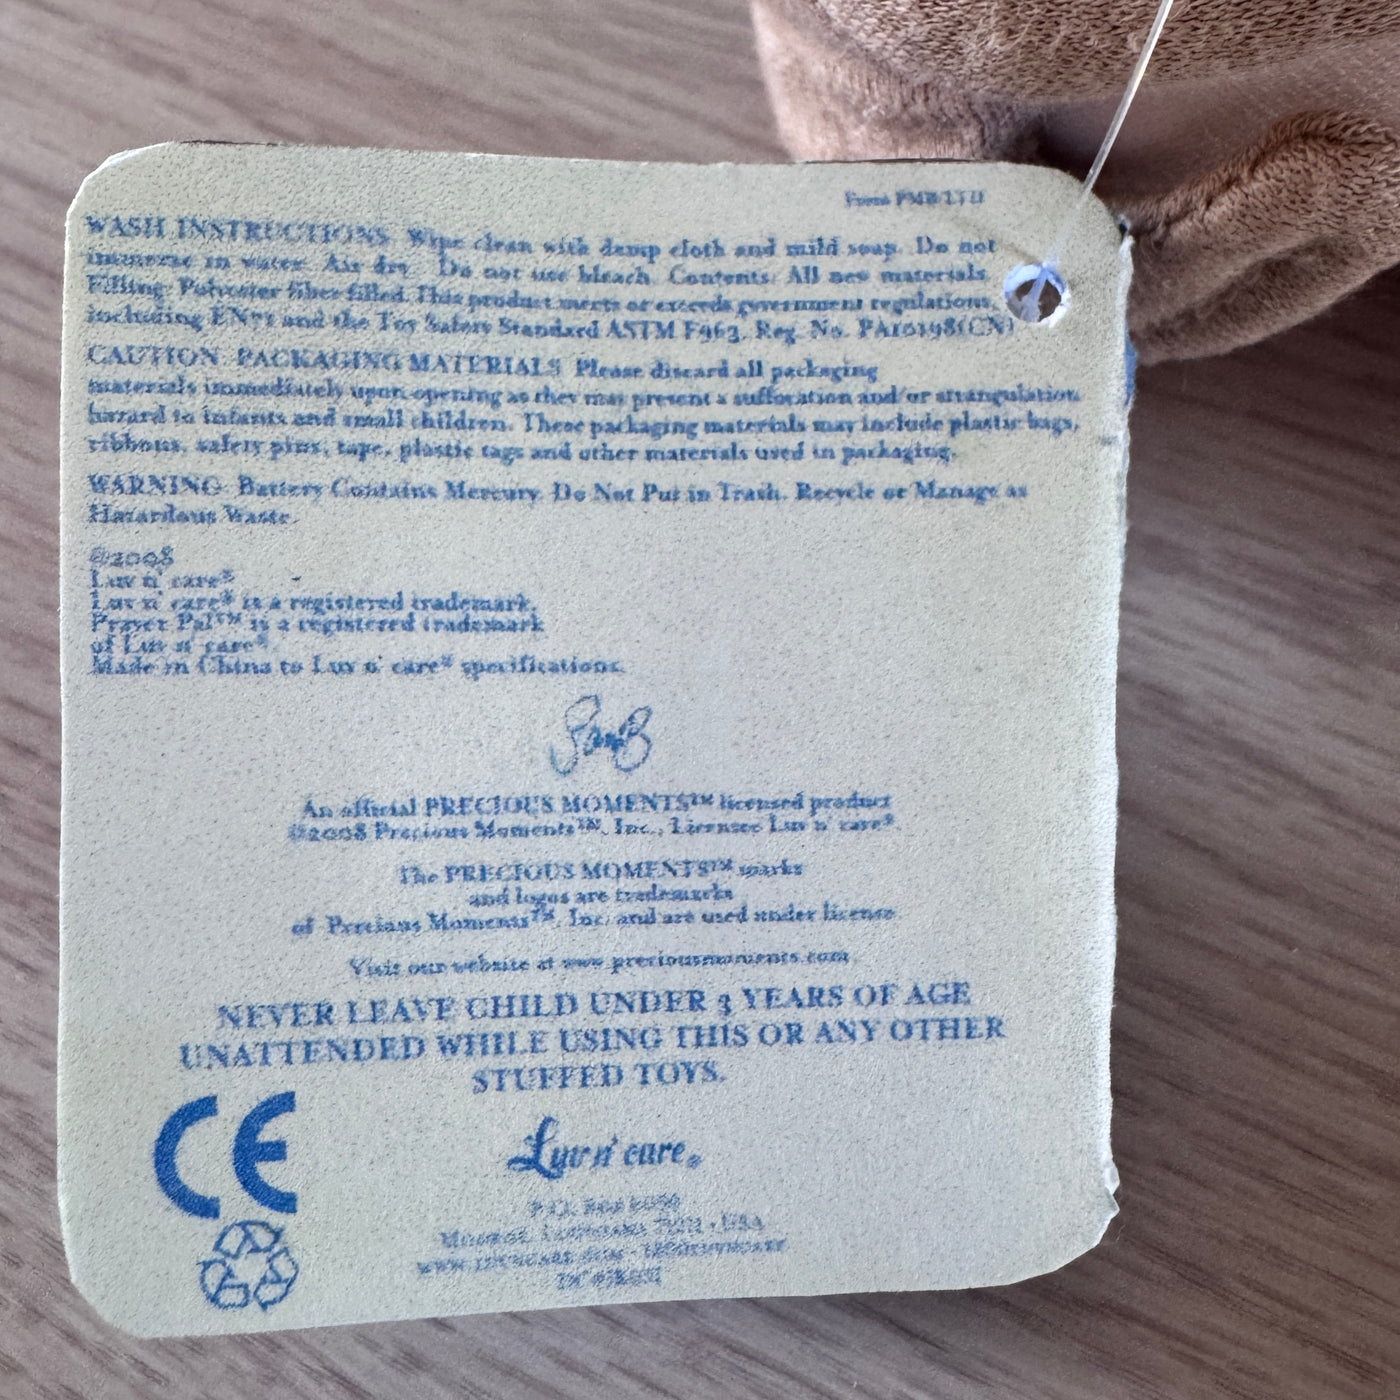 WASH INSTRUCTIONS: Wipe clean with damp cloth and mild soap. Do not
immerse in water. Air dry. Do not use bleach. Contents: All new materials.
Filling: Polyester fiber filled. This product meets or exceeds government regulations,
including EN71 and the Toy Safety Standard ASTM F963. Reg. No. PA10198(CN)
CAUTION: PACKAGING MATERIALS Please discard all packaging
materials immediately upon opening as they may present a suffocation and/or strangulation
hazard to infants and small children. These packaging materials may include plastic bags,
ribbons, safety pins, tape, plastic tags and other materials used in packaging.
WARNING: Battery Contains Mercury. Do Not Put in Trash. Recycle or Manage as
Hazardous Waste.
©2008
Luv n' care®
Luv n' care® is a registered trademark.
Prayer Pal™ is a registered trademark
of Luv n' care®
Made in China to Luv n' care® specifications.
SamB
An official PRECIOUS MOMENTS™ licensed product
©2008 Precious Moments™, Inc., Licensee Luv n' care®.
The PRECIOUS MOMENTS™ marks
and logos are trademarks
of Precious Moments™, Inc. and are used under license
Visit our website at www.preciousmoments.com
NEVER LEAVE CHILD UNDER 3 YEARS OF AGE
UNATTENDED WHILE USING THIS OR ANY OTHER
STUFFED TOYS.
CE
Luv n' care®
P.O. Box
Monroe, Louisiana 71211 • USA